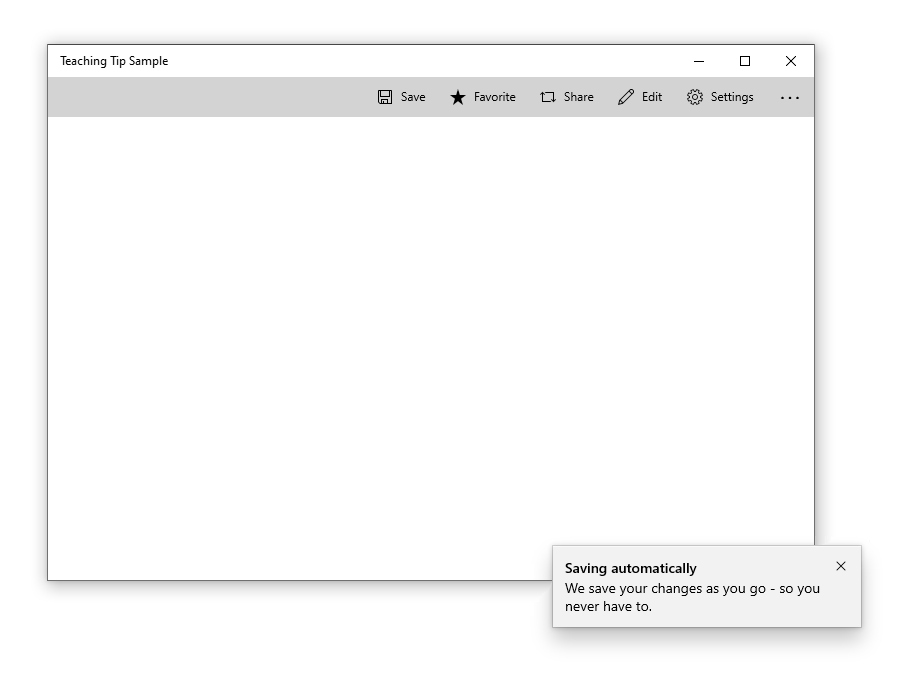 Teaching Tip Sample
Save Favorite Share Edit Settings ...
Saving automatically
We save your changes as you go - so you
never have to.